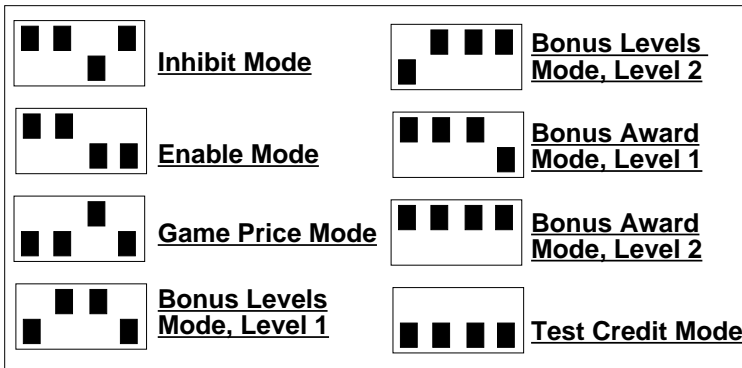 Inhibit Mode
Enable Mode
Game Price Mode
Bonus Levels
Mode, Level 1
Bonus Levels
Mode, Level 2
Bonus Award
Mode, Level 1
Bonus Award
Mode, Level 2
Test Credit Mode